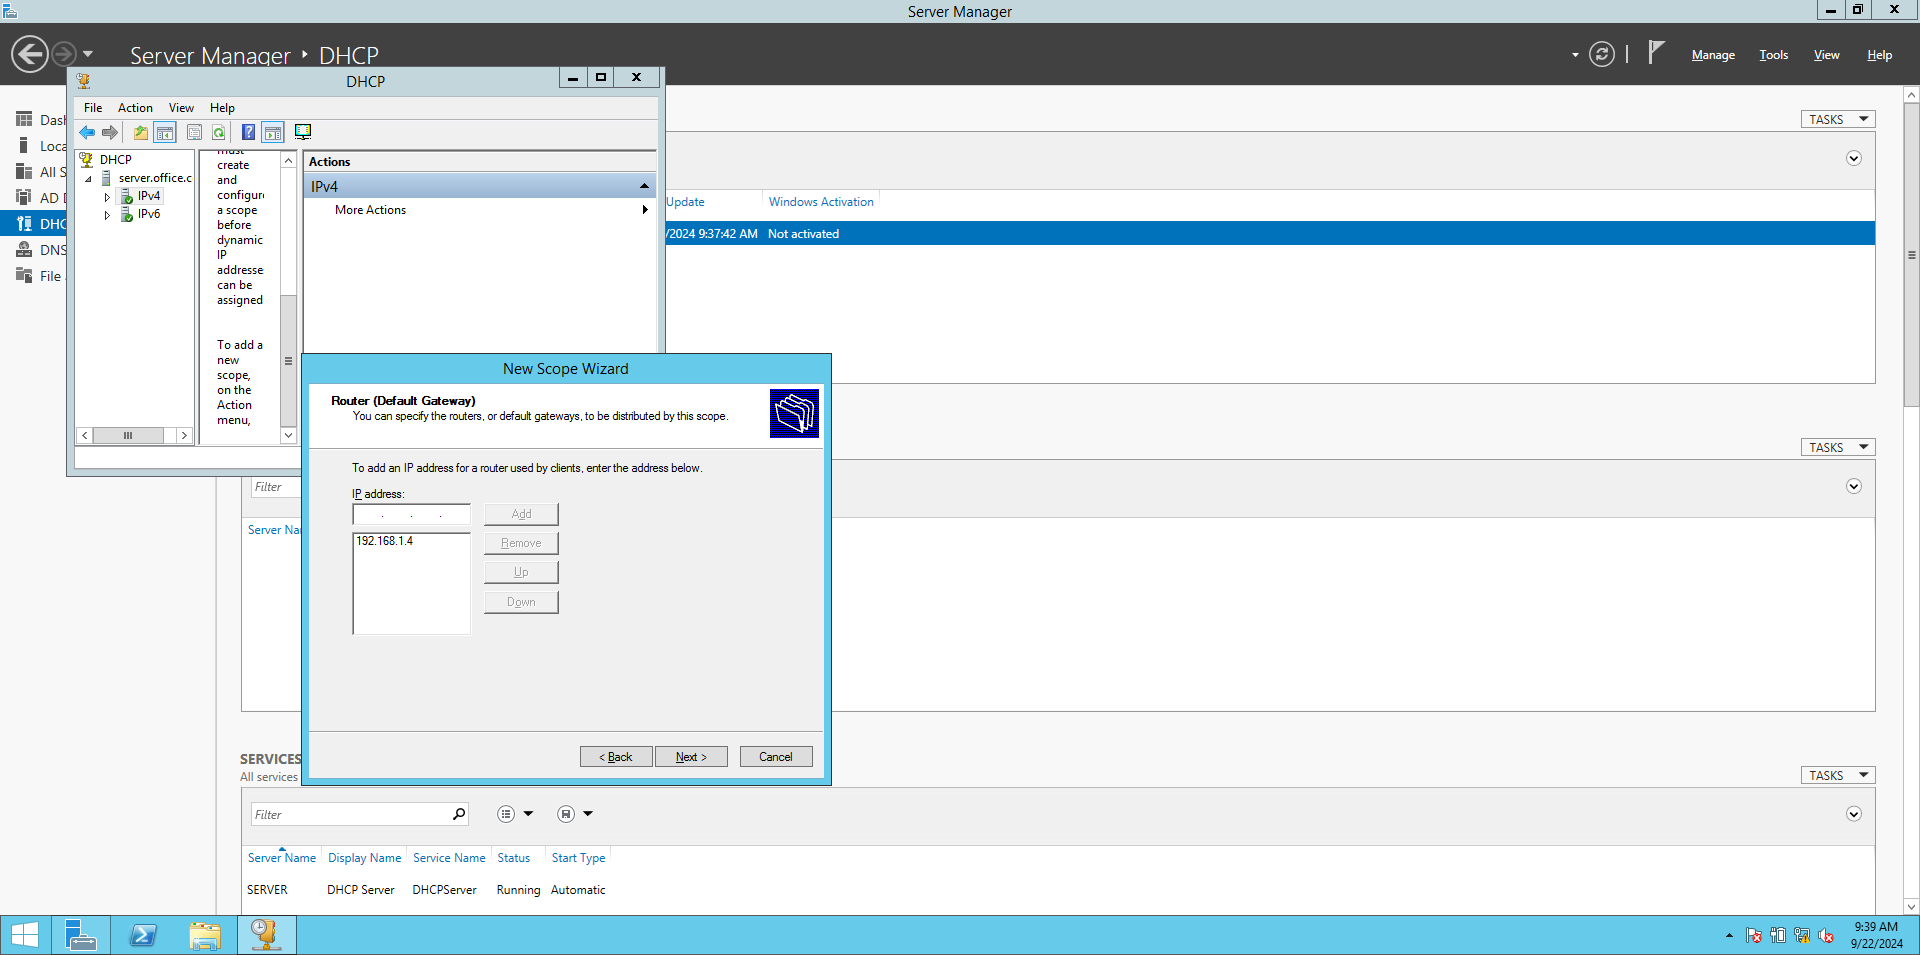 Server Manager
Server Manager ‣ DHCP
Manage
Tools
View
Help
DHCP
File
Action
View
Help
Dash
Loca
All S
AD D
DHC
DNS
File
DHCP
server.office.c
IPv4
IPv6
must
create
and
configure
a scope
before
dynamic
IP
addresse
can be
assigned
To add a
new
scope,
on the
Action
menu,
Actions
IPv4
More Actions
TASKS
Update
Windows Activation
/2024 9:37:42 AM
Not activated
New Scope Wizard
Router (Default Gateway)
You can specify the routers, or default gateways, to be distributed by this scope.
To add an IP address for a router used by clients, enter the address below.
IP address:
. . .
Add
192.168.1.4
Remove
Up
Down
< Back
Next >
Cancel
TASKS
Filter
Server Nam
SERVICES
All services
TASKS
Filter
Server Name
Display Name
Service Name
Status
Start Type
SERVER
DHCP Server
DHCPServer
Running
Automatic
9:39 AM
9/22/2024